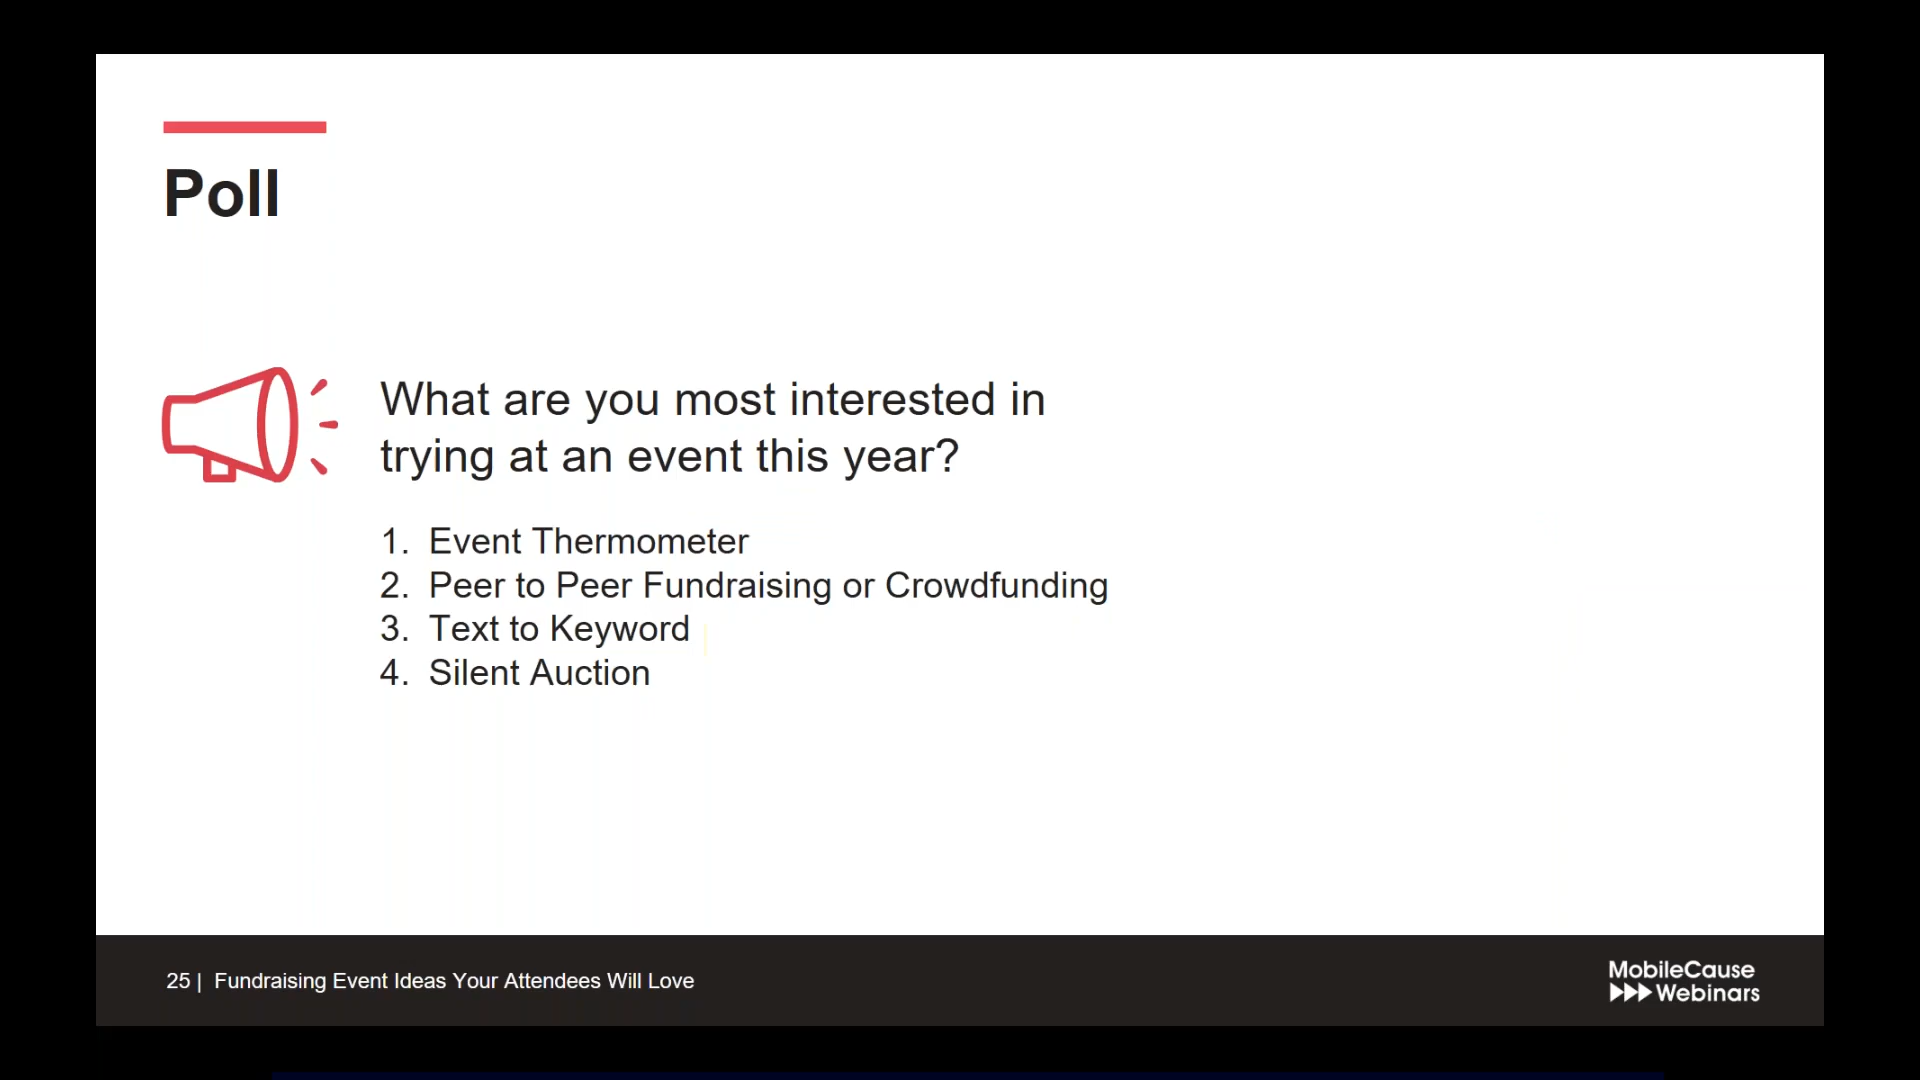 Poll
What are you most interested in
trying at an event this year?
1. Event Thermometer
2. Peer to Peer Fundraising or Crowdfunding
3. Text to Keyword
4. Silent Auction
25 | Fundraising Event Ideas Your Attendees Will Love
MobileCause
Webinars